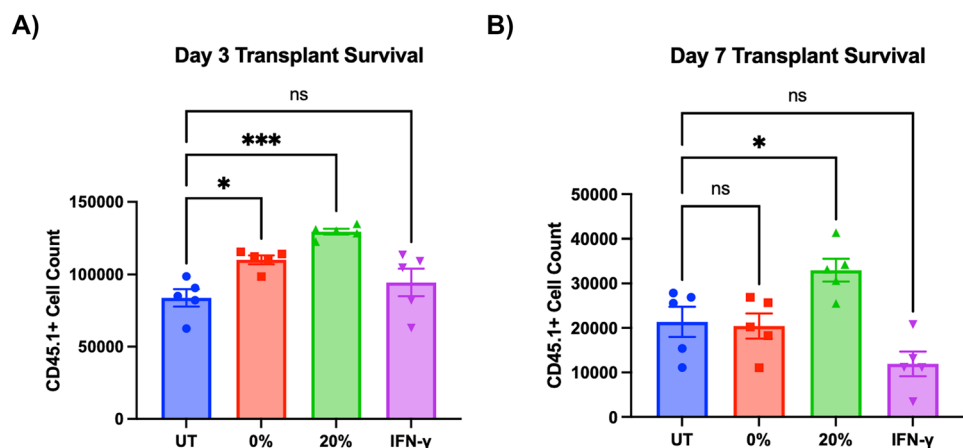 A)
Day 3 Transplant Survival
ns
***
*
150000
100000
50000
0
CD45.1+ Cell Count
UT 0% 20% IFN-γ
B)
Day 7 Transplant Survival
ns
*
ns
50000
40000
30000
20000
10000
0
CD45.1+ Cell Count
UT 0% 20% IFN-γ